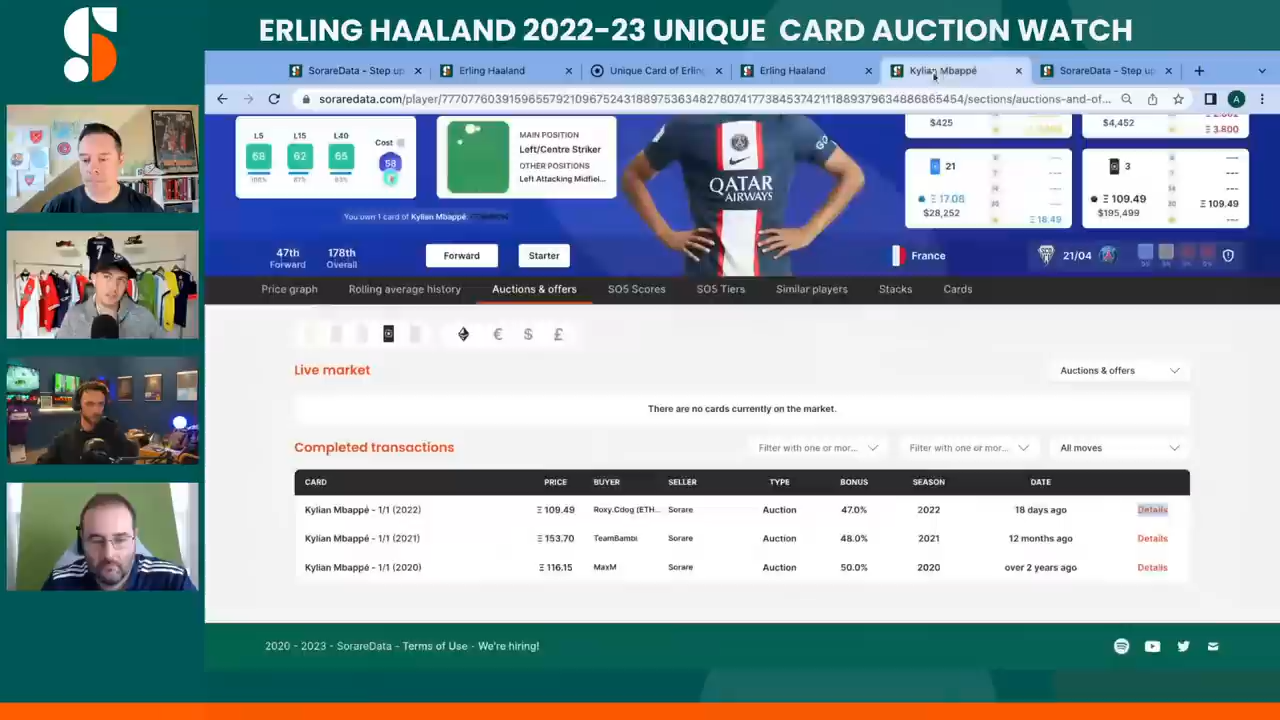 ERLING HAALAND 2022-23 UNIQUE CARD AUCTION WATCH
SorareData - Step up
Erling Haaland
Unique Card of Erling
Erling Haaland
Kylian Mbappé
SorareData - Step up
soraredata.com/player/77707760391596557921096752431889753634827807417738453742111889379634886865454/sections/auctions-and-of...
A
L5 L15 L40 Cost
68 62 65 58
MAIN POSITION
Left/Centre Striker
OTHER POSITIONS
Left Attacking Midfiel...
QATAR
AIRWAYS
$425
$4,452
3.800
21
Ξ 17.08
$28,252
Ξ 18.49
3
Ξ 109.49
$195,499
Ξ 109.49
You own 1 card of Kylian Mbappé.
47th
Forward
178th
Overall
Forward
Starter
France
21/04
Price graph
Rolling average history
Auctions & offers
SO5 Scores
SO5 Tiers
Similar players
Stacks
Cards
€ $ £
Live market
Auctions & offers
There are no cards currently on the market.
Completed transactions
Filter with one or mor...
Filter with one or mor...
All moves
CARD PRICE BUYER SELLER TYPE BONUS SEASON DATE
Kylian Mbappé - 1/1 (2022) Ξ 109.49 Roxy.Cdog (ETH... Sorare Auction 47.0% 2022 18 days ago Details
Kylian Mbappé - 1/1 (2021) Ξ 153.70 TeamBambi Sorare Auction 48.0% 2021 12 months ago Details
Kylian Mbappé - 1/1 (2020) Ξ 116.15 MaxM Sorare Auction 50.0% 2020 over 2 years ago Details
2020 - 2023 - SorareData - Terms of Use - We're hiring!